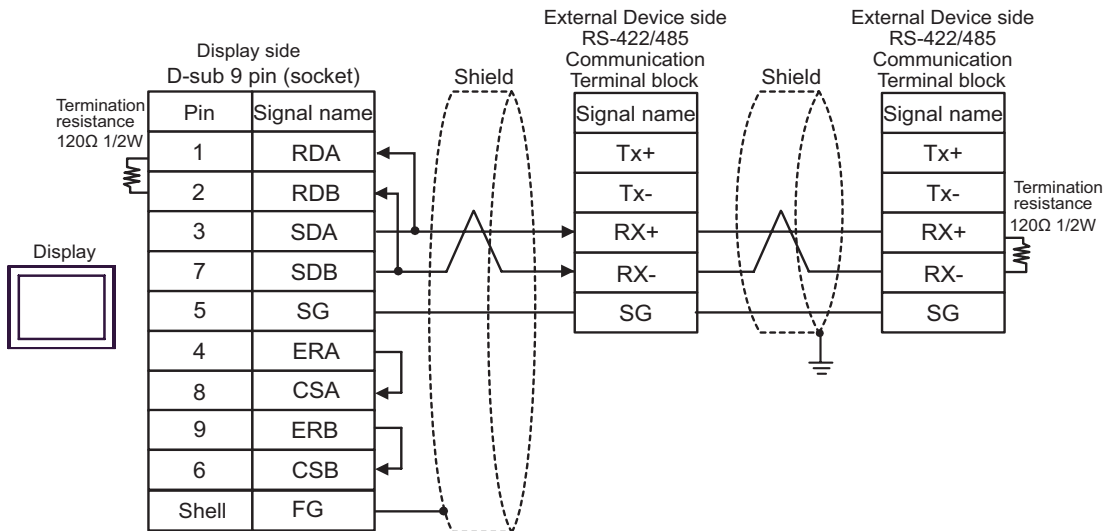 Display side
D-sub 9 pin (socket)
Termination
resistance
120Ω 1/2W
Pin Signal name
1 RDA
2 RDB
3 SDA
7 SDB
5 SG
4 ERA
8 CSA
9 ERB
6 CSB
Shell FG
Display
Shield
External Device side
RS-422/485
Communication
Terminal block
Signal name
Tx+
Tx-
RX+
RX-
SG
Shield
External Device side
RS-422/485
Communication
Terminal block
Signal name
Tx+
Tx-
RX+
RX-
SG
Termination
resistance
120Ω 1/2W